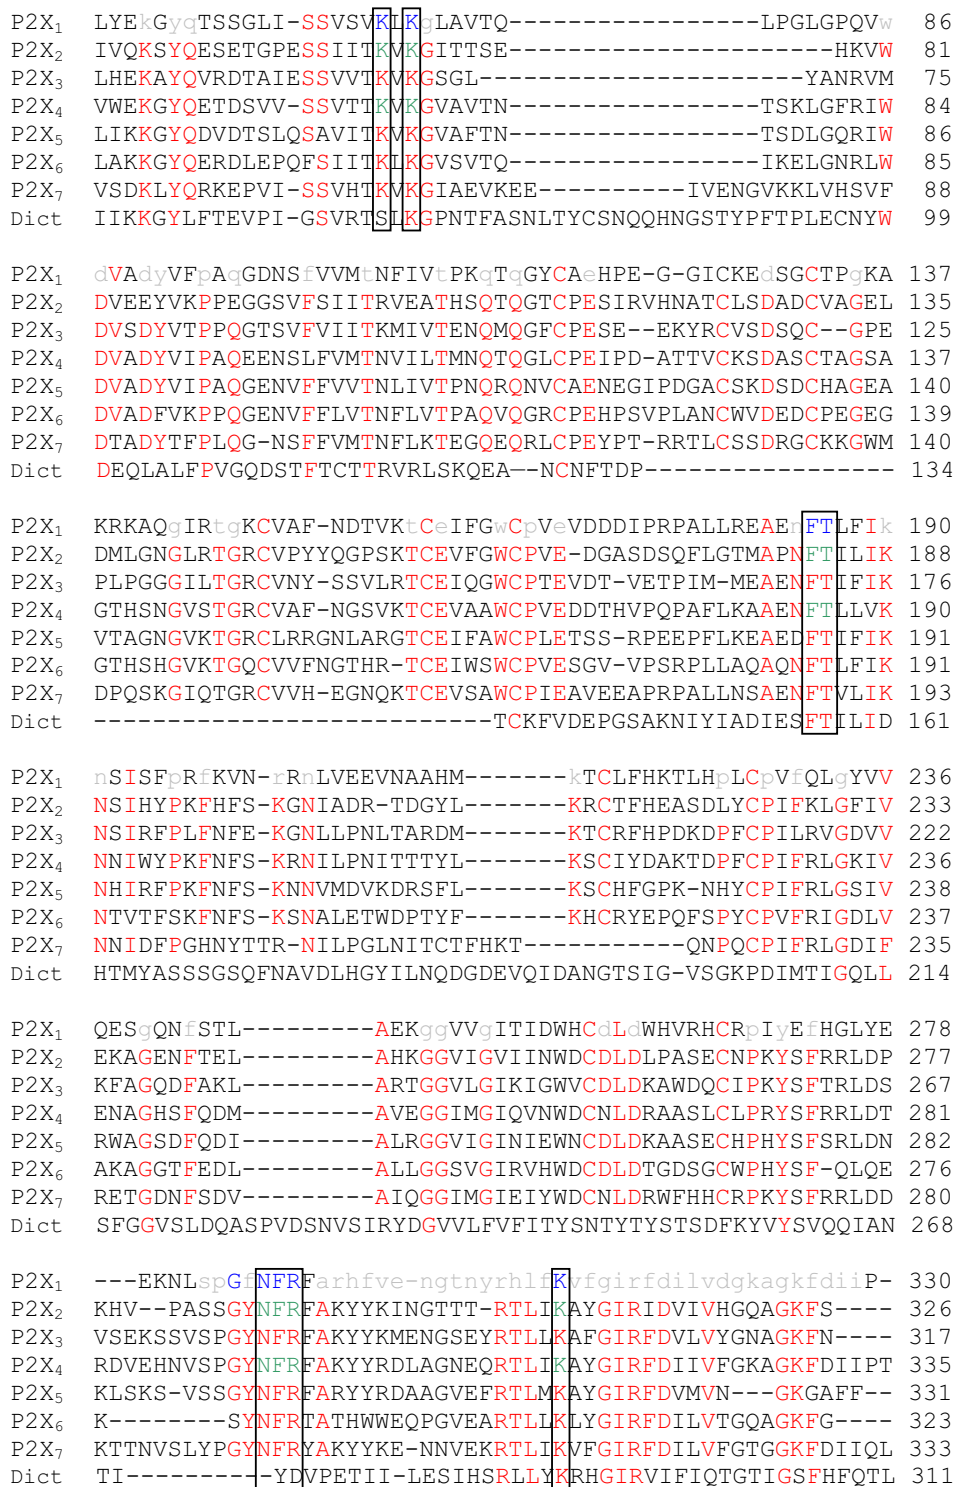 P2X₁ LYEkGyqTSSGLI-SSVSVKLKgLAVTQ-----------------LPGLGPQVw 86
P2X₂ IVQKSYQESETGPESSIITKVKGITTSE----------------------HKVW 81
P2X₃ LHEKAYQVRDTAIESSVVTKVKGSGL----------------------YANRVM 75
P2X₄ VWEKGYQETDSVV-SSVTTKVKGVAVTN-----------------TSKLGFRIW 84
P2X₅ LIKKGYQDVDTSLQSAVITKVKGVAFTN-----------------TSDLGQRIW 86
P2X₆ LAKKGYQERDLEPQFSIITKLKGVSVTQ-----------------IKELGNRLW 85
P2X₇ VSDKLYQRKEPVI-SSVHTKVKGIAEVKEE----------IVENGVKKLVHSVF 88
Dict IIKKGYLFTEVPI-GSVRTSLKGPNTFASNLTYCSNQQHNGSTYPFTPLECNYW 99
P2X₁ dVAdyVFpAqGDNSfVVMtNFIVtPKqTqGYCAeHPE-G-GICKEdSGCTPgKA 137
P2X₂ DVEEYVKPPEGGSVFSIITRVEATHSQTQGTCPESIRVHNATCLSDADCVAGEL 135
P2X₃ DVSDYVTPPQGTSVFVIITKMIVTENQMQGFCPESE--EKYRCVSDSQC--GPE 125
P2X₄ DVADYVIPAQEENSLFVMTNVILTMNQTQGLCPEIPD-ATTVCKSDASCTAGSA 137
P2X₅ DVADYVIPAQGENVFFVVTNLIVTPNQRQNVCAENEGIPDGACSKDSDCHAGEA 140
P2X₆ DVADFVKPPQGENVFFLVTNFLVTPAQVQGRCPEHPSVPLANCWVDEDCPEGEG 139
P2X₇ DTADYTFPLQG-NSFFVMTNFLKTEGQEQRLCPEYPT-RRTLCSSDRGCKKGWM 140
Dict DEQLALFPVGQDSTFTCTTRVRLSKQEA—NCNFTDP----------------- 134
P2X₁ KRKAQgIRtgKCVAF-NDTVKtCeIFGwCpVeVDDDIPRPALLREAEnFTLFIk 190
P2X₂ DMLGNGLRTGRCVPYYQGPSKTCEVFGWCPVE-DGASDSQFLGTMAPNFTILIK 188
P2X₃ PLPGGGILTGRCVNY-SSVLRTCEIQGWCPTEVDT-VETPIM-MEAENFTIFIK 176
P2X₄ GTHSNGVSTGRCVAF-NGSVKTCEVAAWCPVEDDTHVPQPAFLKAAENFTLLVK 190
P2X₅ VTAGNGVKTGRCLRRGNLARGTCEIFAWCPLETSS-RPEEPFLKEAEDFTIFIK 191
P2X₆ GTHSHGVKTGQCVVFNGTHR-TCEIWSWCPVESGV-VPSRPLLAQAQNFTLFIK 191
P2X₇ DPQSKGIQTGRCVVH-EGNQKTCEVSAWCPIEAVEEAPRPALLNSAENFTVLIK 193
Dict ---------------------------TCKFVDEPGSAKNIYIADIESFTILID 161
P2X₁ nSISFpRfKVN-rRnLVEEVNAAHM-------kTCLFHKTLHpLCpVfQLgYVV 236
P2X₂ NSIHYPKFHFS-KGNIADR-TDGYL-------KRCTFHEASDLYCPIFKLGFIV 233
P2X₃ NSIRFPLFNFE-KGNLLPNLTARDM-------KTCRFHPDKDPFCPILRVGDVV 222
P2X₄ NNIWYPKFNFS-KRNILPNITTTYL-------KSCIYDAKTDPFCPIFRLGKIV 236
P2X₅ NHIRFPKFNFS-KNNVMDVKDRSFL-------KSCHFGPK-NHYCPIFRLGSIV 238
P2X₆ NTVTFSKFNFS-KSNALETWDPTYF-------KHCRYEPQFSPYCPVFRIGDLV 237
P2X₇ NNIDFPGHNYTTR-NILPGLNITCTFHKT-----------QNPQCPIFRLGDIF 235
Dict HTMYASSSGSQFNAVDLHGYILNQDGDEVQIDANGTSIG-VSGKPDIMTIGQLL 214
P2X₁ QESgQNfSTL---------AEKggVVgITIDWHCdLdWHVRHCRpIyEfHGLYE 278
P2X₂ EKAGENFTEL---------AHKGGVIGVIINWDCDLDLPASECNPKYSFRRLDP 277
P2X₃ KFAGQDFAKL---------ARTGGVLGIKIGWVCDLDKAWDQCIPKYSFTRLDS 267
P2X₄ ENAGHSFQDM---------AVEGGIMGIQVNWDCNLDRAASLCLPRYSFRRLDT 281
P2X₅ RWAGSDFQDI---------ALRGGVIGINIEWNCDLDKAASECHPHYSFSRLDN 282
P2X₆ AKAGGTFEDL---------ALLGGSVGIRVHWDCDLDTGDSGCWPHYSF-QLQE 276
P2X₇ RETGDNFSDV---------AIQGGIMGIEIYWDCNLDRWFHHCRPKYSFRRLDD 280
Dict SFGGVSLDQASPVDSNVSIRYDGVVLFVFITYSNTYTYSTSDFKYVYSVQQIAN 268
P2X₁ ---EKNLspGfNFRFarhfve-ngtnyrhlfKvfgirfdilvdgkagkfdiiP- 330
P2X₂ KHV--PASSGYNFRFAKYYKINGTTT-RTLIKAYGIRIDVIVHGQAGKFS---- 326
P2X₃ VSEKSSVSPGYNFRFAKYYKMENGSEYRTLLKAFGIRFDVLVYGNAGKFN---- 317
P2X₄ RDVEHNVSPGYNFRFAKYYRDLAGNEQRTLIKAYGIRFDIIVFGKAGKFDIIPT 335
P2X₅ KLSKS-VSSGYNFRFARYYRDAAGVEFRTLMKAYGIRFDVMVN---GKGAFF-- 331
P2X₆ K--------SYNFRTATHWWEQPGVEARTLLKLYGIRFDILVTGQAGKFG---- 323
P2X₇ KTTNVSLYPGYNFRYAKYYKE-NNVEKRTLIKVFGIRFDILVFGTGGKFDIIQL 333
Dict TI----------YDVPETII-LESIHSRLLYKRHGIRVIFIQTGTIGSFHFQTL 311